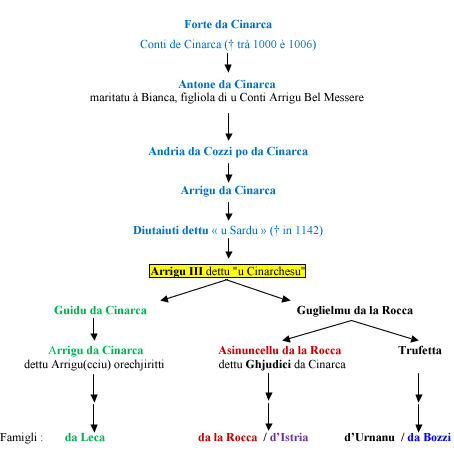 Forte da Cinarca
Conti de Cinarca († trà 1000 è 1006)
Antone da Cinarca
maritatu à Bianca, figliola di u Conti Arrigu Bel Messere
Andria da Cozzi po da Cinarca
Arrigu da Cinarca
Diutaiuti dettu « u Sardu » († in 1142)
Arrigu III dettu "u Cinarchesu"
Guidu da Cinarca
Guglielmu da la Rocca
Arrigu da Cinarca
dettu Arrigu(cciu) orechjiritti
Asinuncellu da la Rocca
dettu Ghjudici da Cinarca
Trufetta
Famigli : da Leca da la Rocca / d'Istria d'Urnanu / da Bozzi